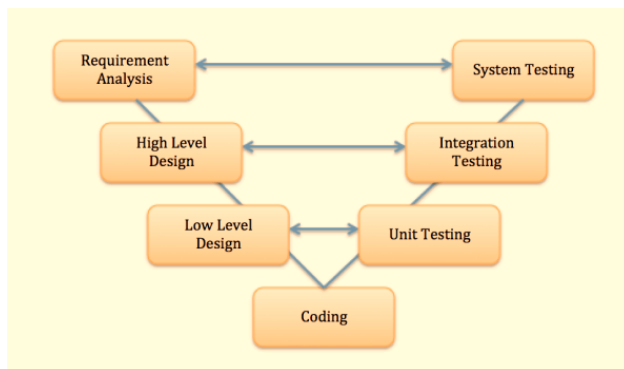 Requirement
Analysis
System Testing
High Level
Design
Integration
Testing
Low Level
Design
Unit Testing
Coding